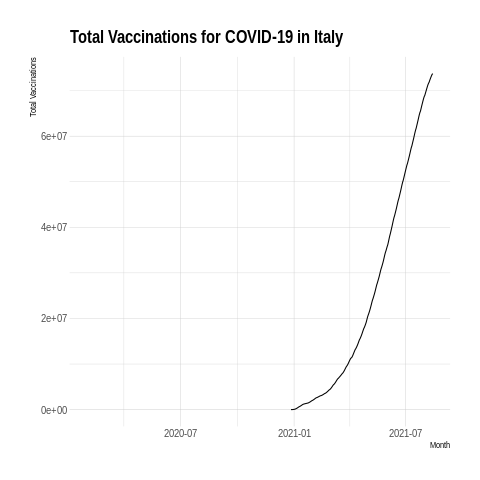 Total Vaccinations for COVID-19 in Italy
Total Vaccinations
6e+07
4e+07
2e+07
0e+00
2020-07 2021-01 2021-07
Month